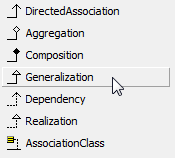 DirectedAssociation
Aggregation
Composition
Generalization
Dependency
Realization
AssociationClass